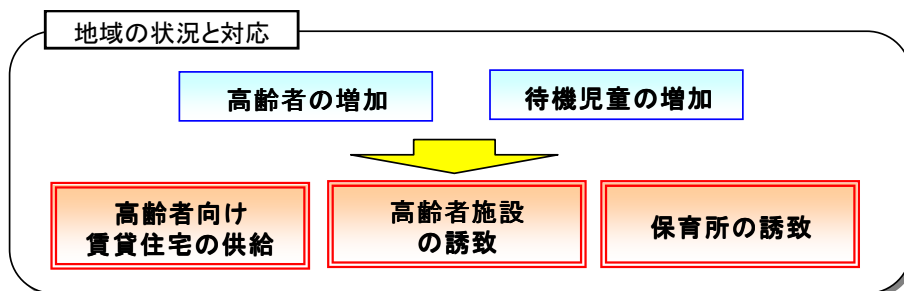 地域の状況と対応
高齢者の増加
待機児童の増加
高齢者向け
賃貸住宅の供給
高齢者施設
の誘致
保育所の誘致